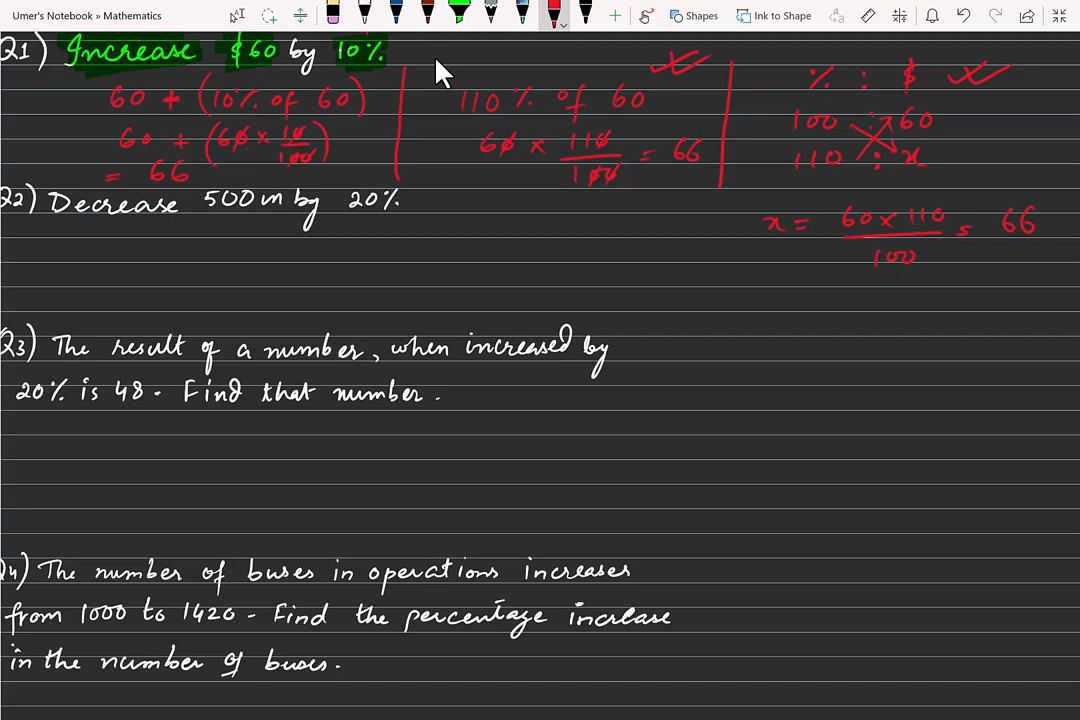 Umer's Notebook » Mathematics
Shapes
Ink to Shape
Q1) Increase $60 by 10%.
60 + (10% of 60)
60 + (60 × 10/100)
= 66
110% of 60
60 × 110/100 = 66
% : $
100 : 60
110 : x
x = 60 × 110 / 100 = 66
Q2) Decrease 500m by 20%.
Q3) The result of a number, when increased by
20% is 48. Find that number.
Q4) The number of buses in operations increases
from 1000 to 1420. Find the percentage increase
in the number of buses.